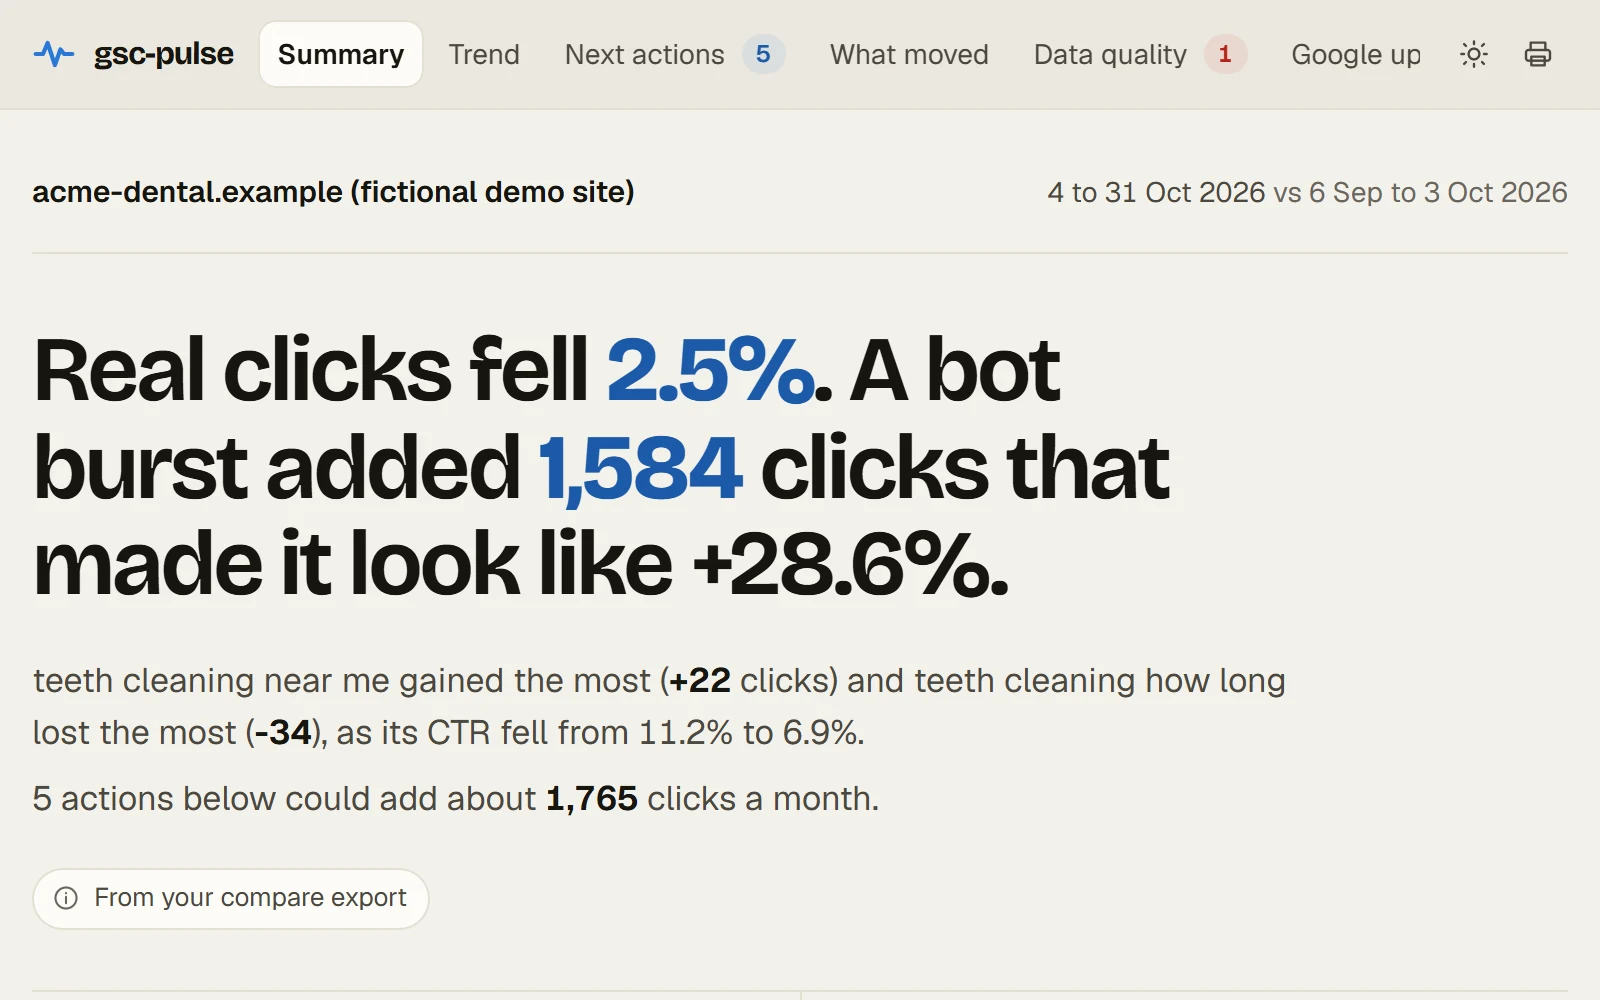 gsc-pulse Summary Trend Next actions 5 What moved Data quality 1 Google up
acme-dental.example (fictional demo site) 4 to 31 Oct 2026 vs 6 Sep to 3 Oct 2026
Real clicks fell 2.5%. A bot
burst added 1,584 clicks that
made it look like +28.6%.
teeth cleaning near me gained the most (+22 clicks) and teeth cleaning how long
lost the most (-34), as its CTR fell from 11.2% to 6.9%.
5 actions below could add about 1,765 clicks a month.
From your compare export